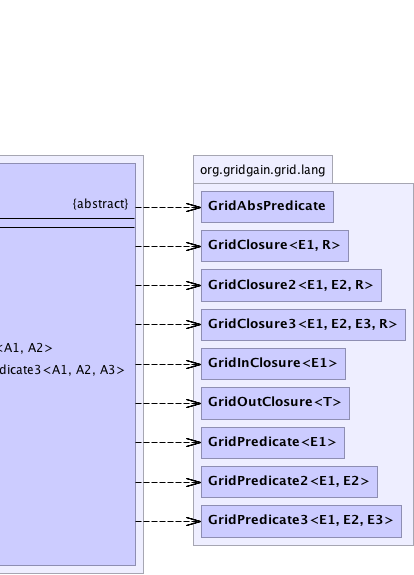 org.gridgain.grid.lang
{abstract}
GridAbsPredicate
GridClosure<E1, R>
GridClosure2<E1, E2, R>
GridClosure3<E1, E2, E3, R>
<A1, A2>
GridInClosure<E1>
dicate3<A1, A2, A3>
GridOutClosure<T>
GridPredicate<E1>
GridPredicate2<E1, E2>
GridPredicate3<E1, E2, E3>